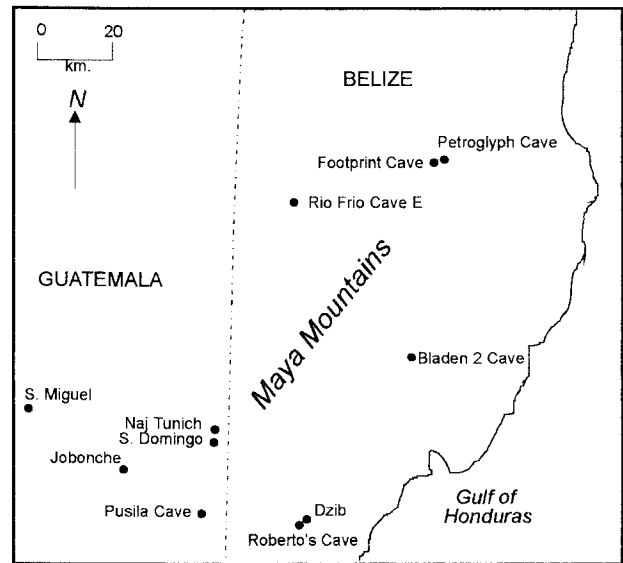 0 20
km.
N
BELIZE
Petroglyph Cave
Footprint Cave
Rio Frio Cave E
GUATEMALA
Maya Mountains
Bladen 2 Cave
S. Miguel
Naj Tunich
S. Domingo
Jobonche
Pusila Cave
Dzib
Roberto's Cave
Gulf of
Honduras